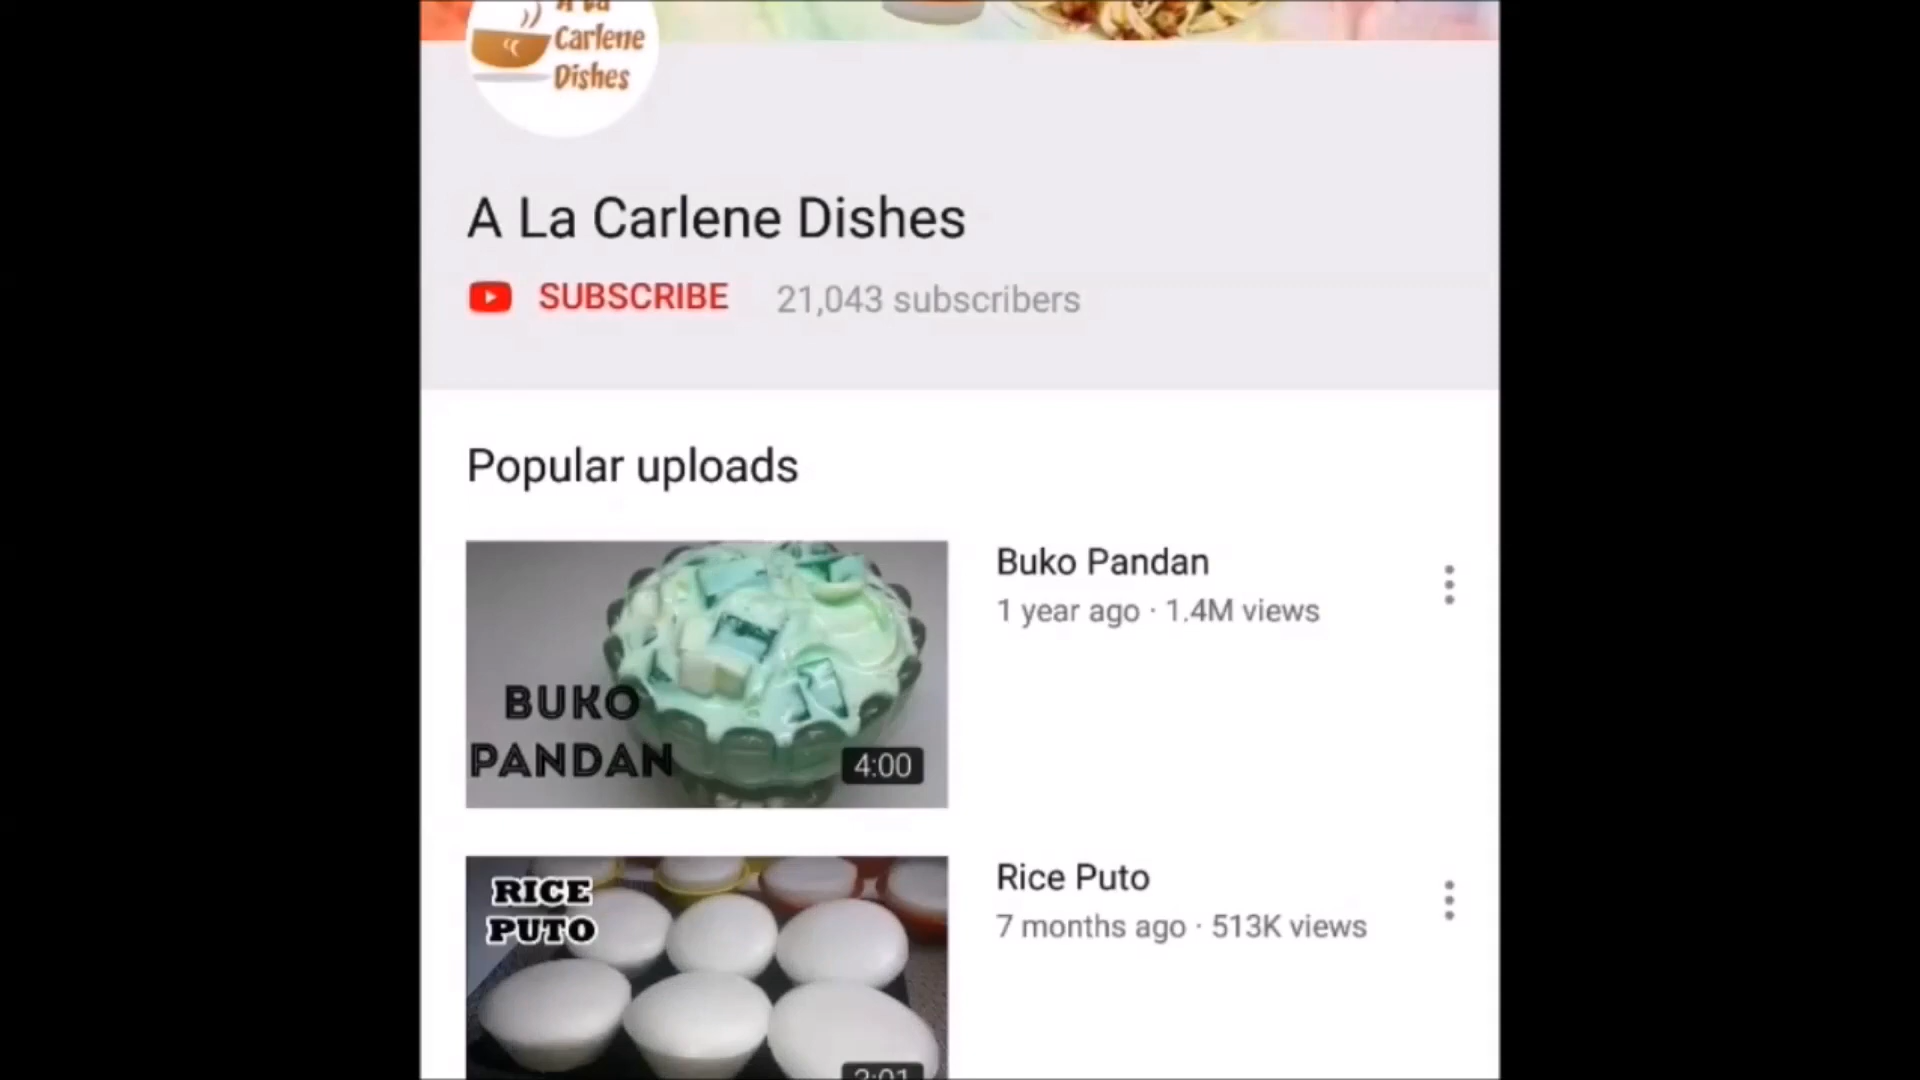 Carlene
Dishes
A La Carlene Dishes
SUBSCRIBE 21,043 subscribers
Popular uploads
BUKO
PANDAN
4:00
Buko Pandan
1 year ago · 1.4M views
RICE
PUTO
Rice Puto
7 months ago · 513K views